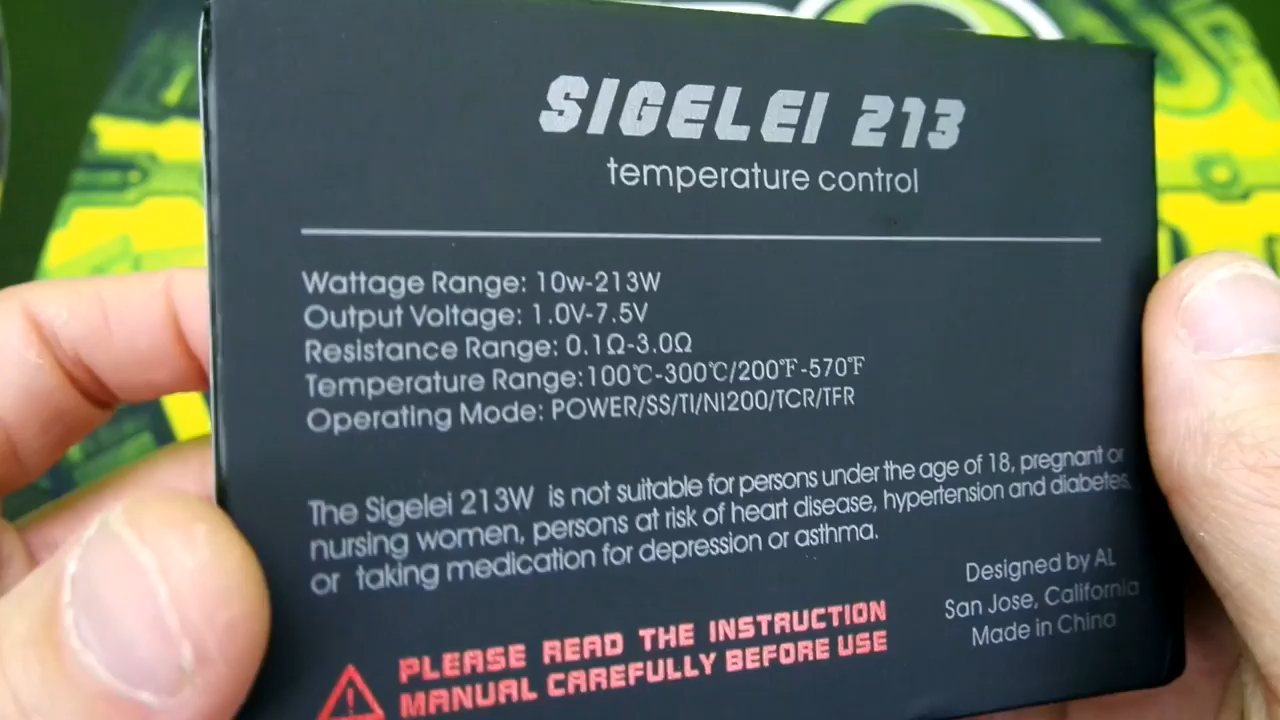 SIGELEI 213
temperature control
Wattage Range: 10w-213W
Output Voltage: 1.0V-7.5V
Resistance Range: 0.1Ω-3.0Ω
Temperature Range:100℃-300℃/200℉-570℉
Operating Mode: POWER/SS/TI/NI200/TCR/TFR
The Sigelei 213W is not suitable for persons under the age of 18, pregnant or
nursing women, persons at risk of heart disease, hypertension and diabetes,
or taking medication for depression or asthma.
Designed by AL
San Jose, California
Made in China
PLEASE READ THE INSTRUCTION
MANUAL CAREFULLY BEFORE USE